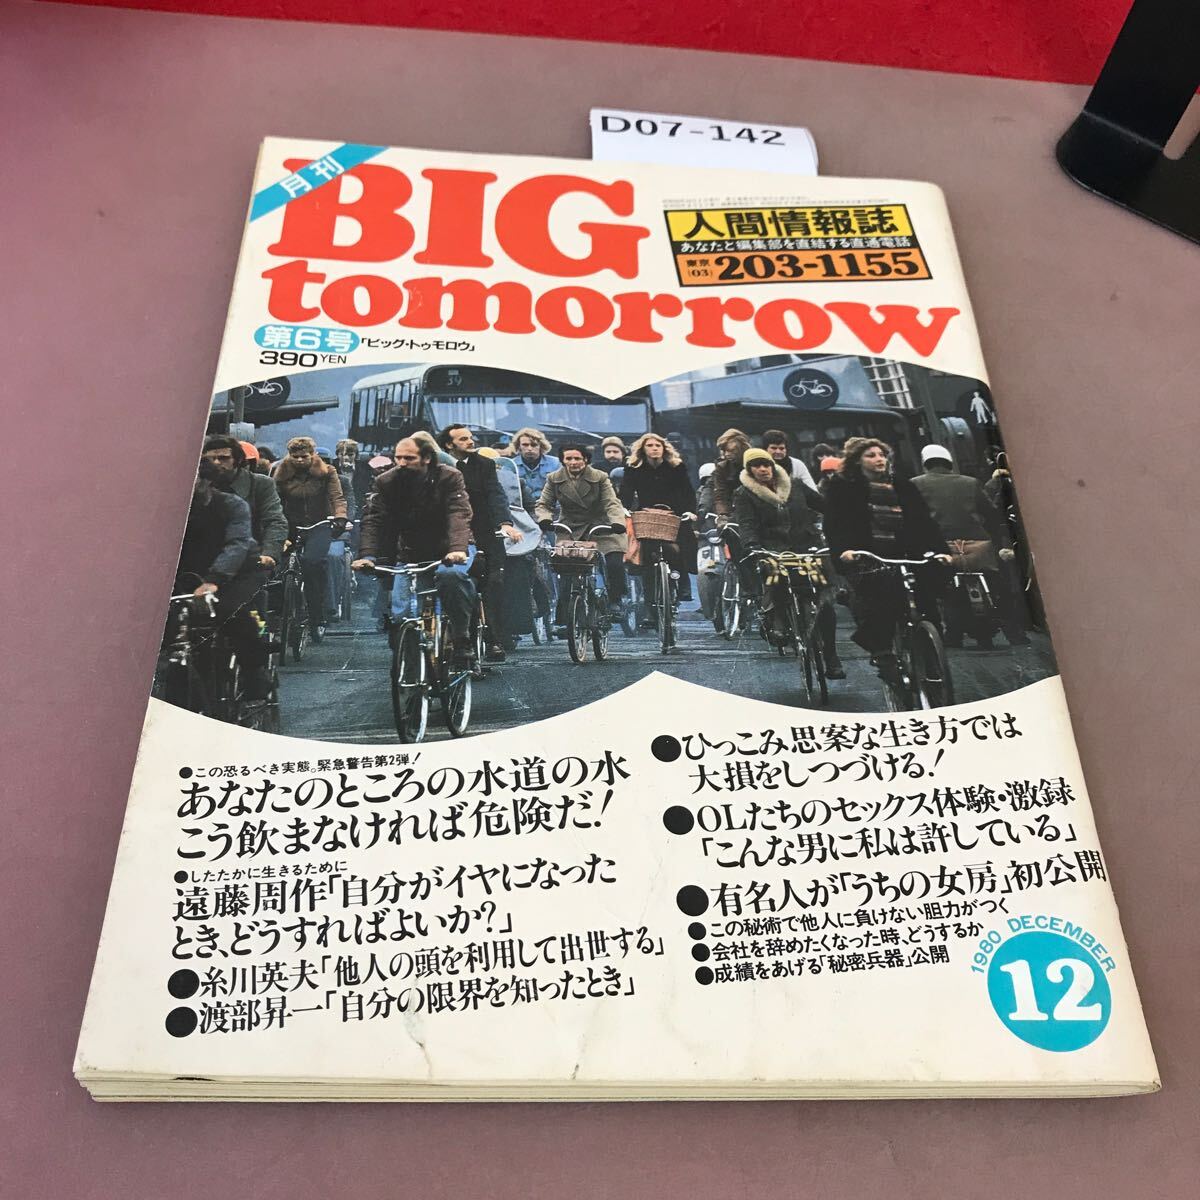 D07-142
月刊
BIG
tomorrow
人間情報誌
あなたと編集部を直結する直通電話
東京(03) 203-1155
第6号
「ビッグ・トゥモロウ」
390YEN
39
●この恐るべき実態。緊急警告第2弾!
あなたのところの水道の水
こう飲まなければ危険だ!
●したたかに生きるために
遠藤周作「自分がイヤになった
とき、どうすればよいか?」
●糸川英夫「他人の頭を利用して出世する」
●渡部昇一「自分の限界を知ったとき」
●ひっこみ思案な生き方では
大損をしつづける!
●OLたちのセックス体験・激録
「こんな男に私は許している」
●有名人が「うちの女房」初公開
●この秘術で他人に負けない胆力がつく
●会社を辞めたくなった時、どうするか
●成績をあげる「秘密兵器」公開
1980 DECEMBER
12